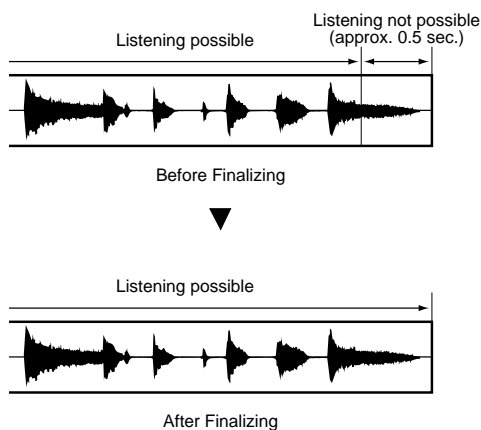 Listening not possible
(approx. 0.5 sec.)
Listening possible
Before Finalizing
Listening possible
After Finalizing